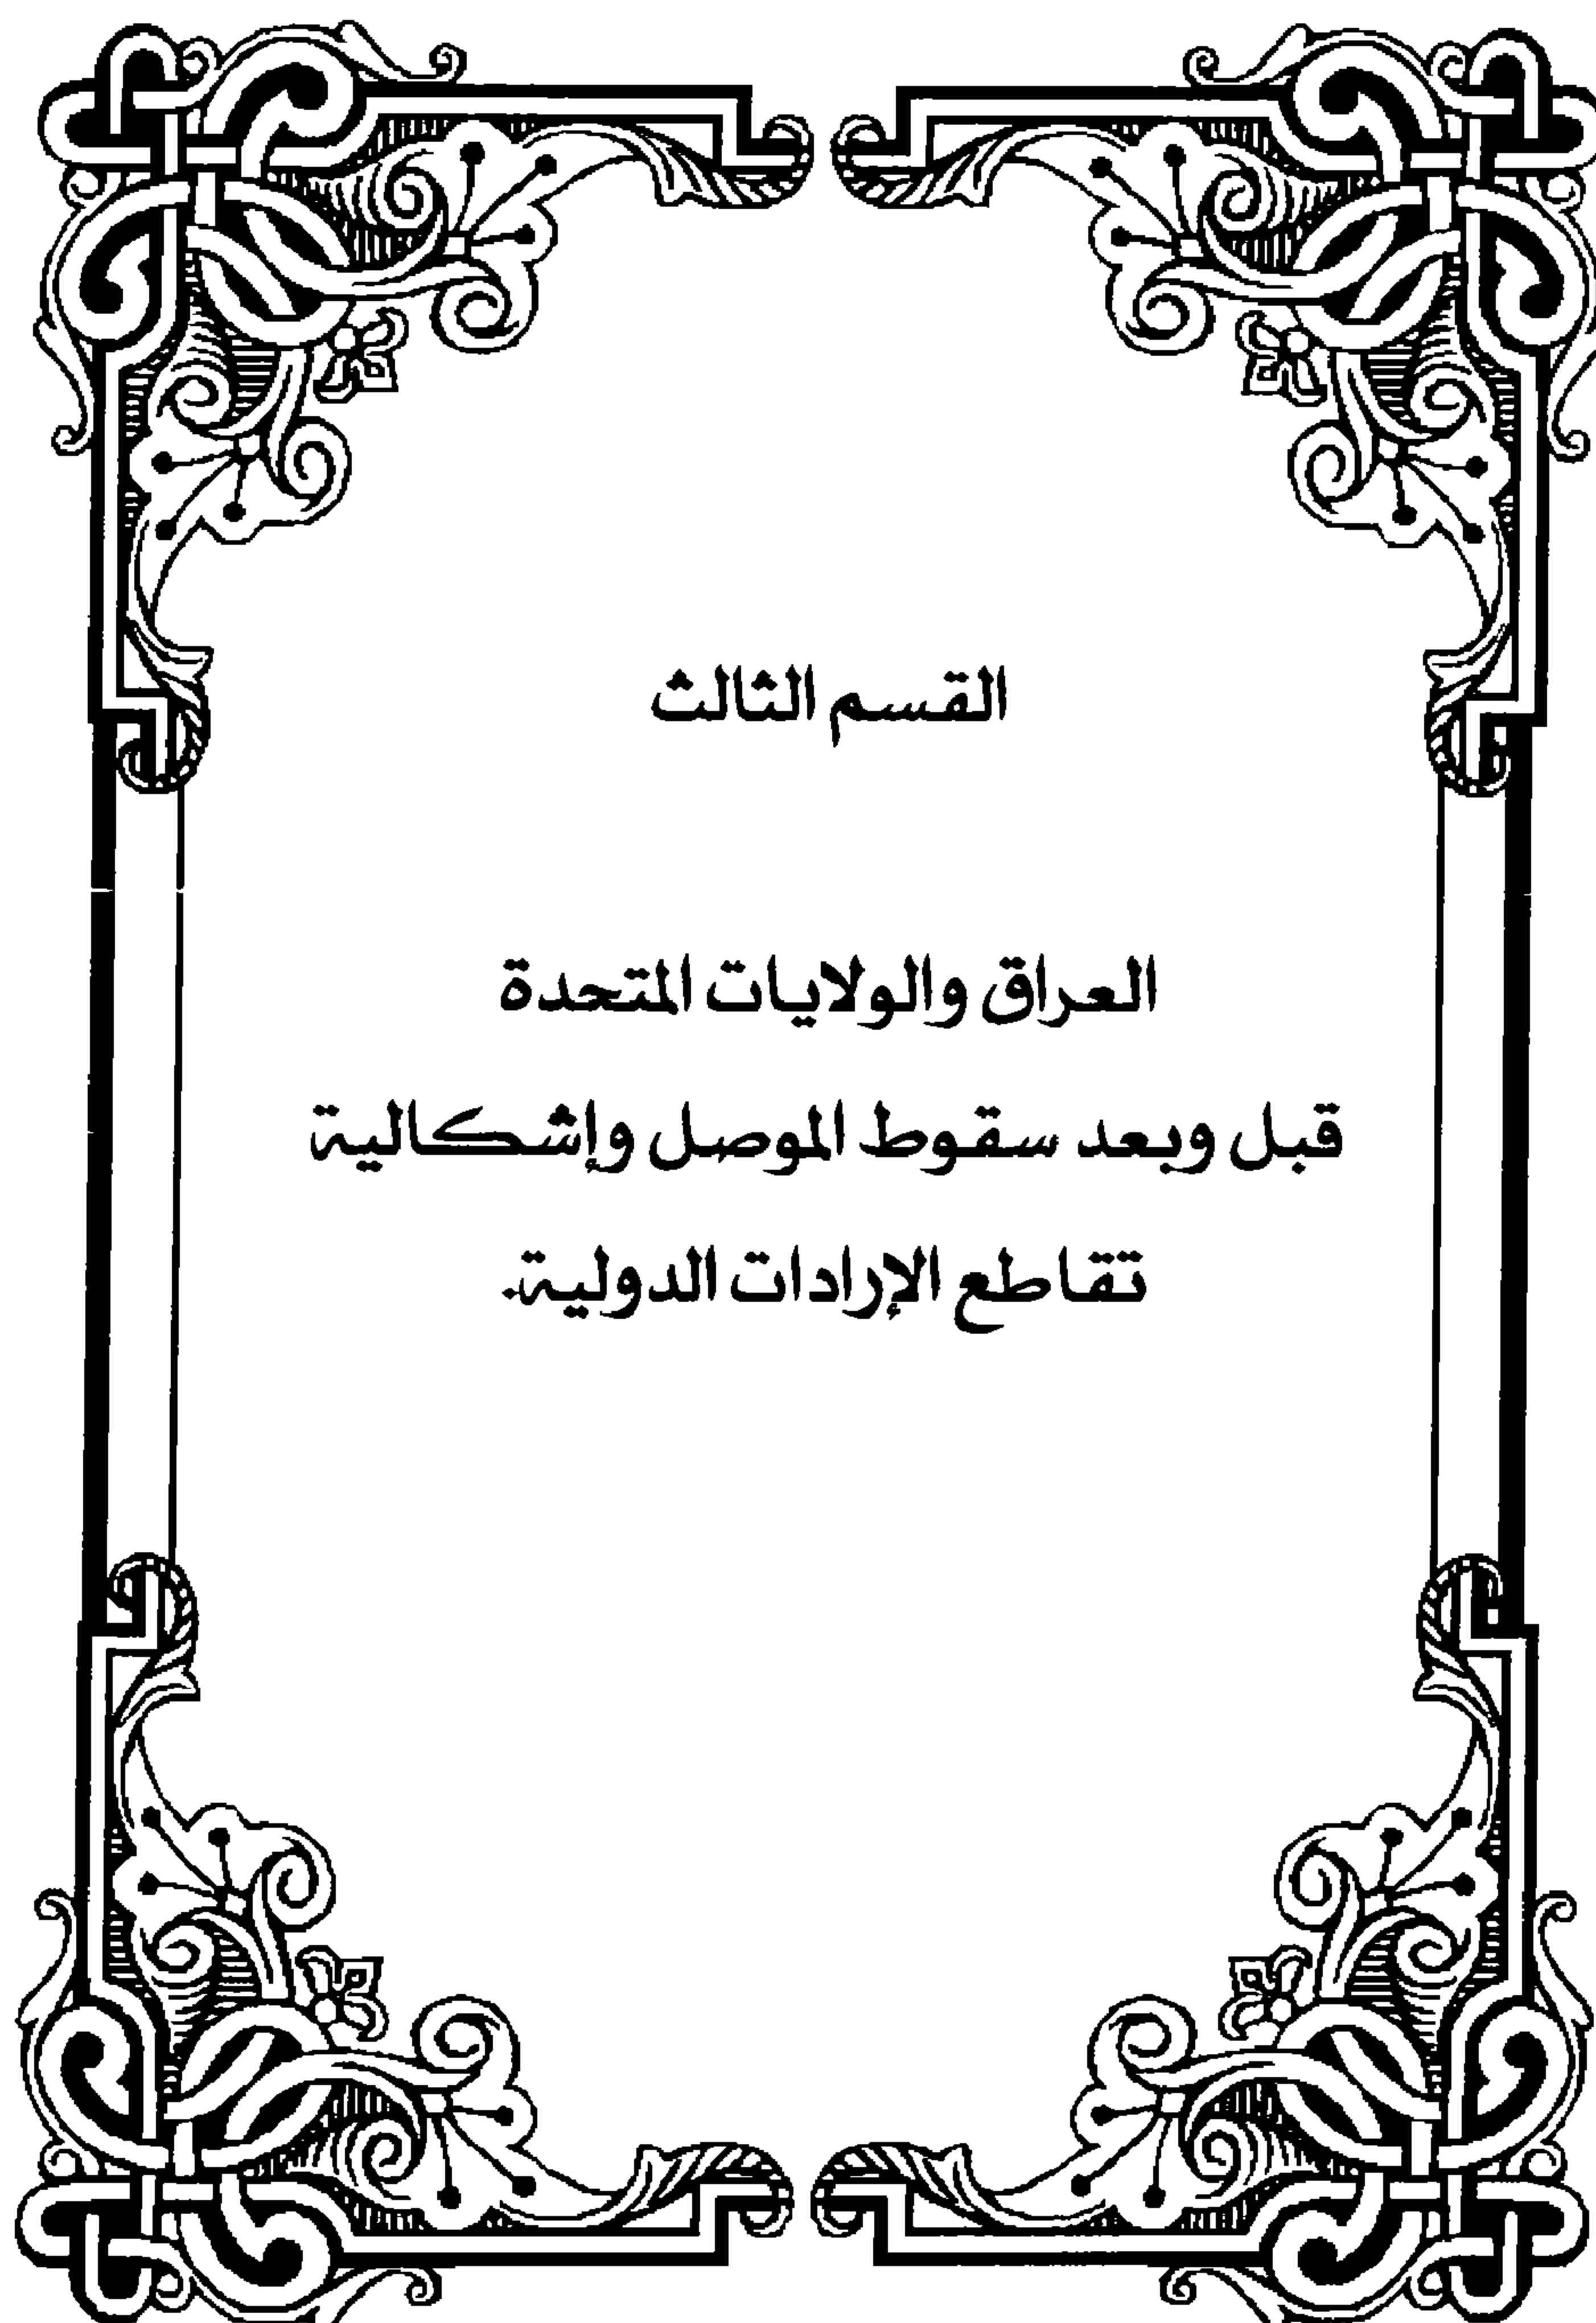 القسم الثالث
العراق والولايات المتحدة
قبل وبعد سقوط الموصل وإشكالية
تقاطع الإرادات الدولية.